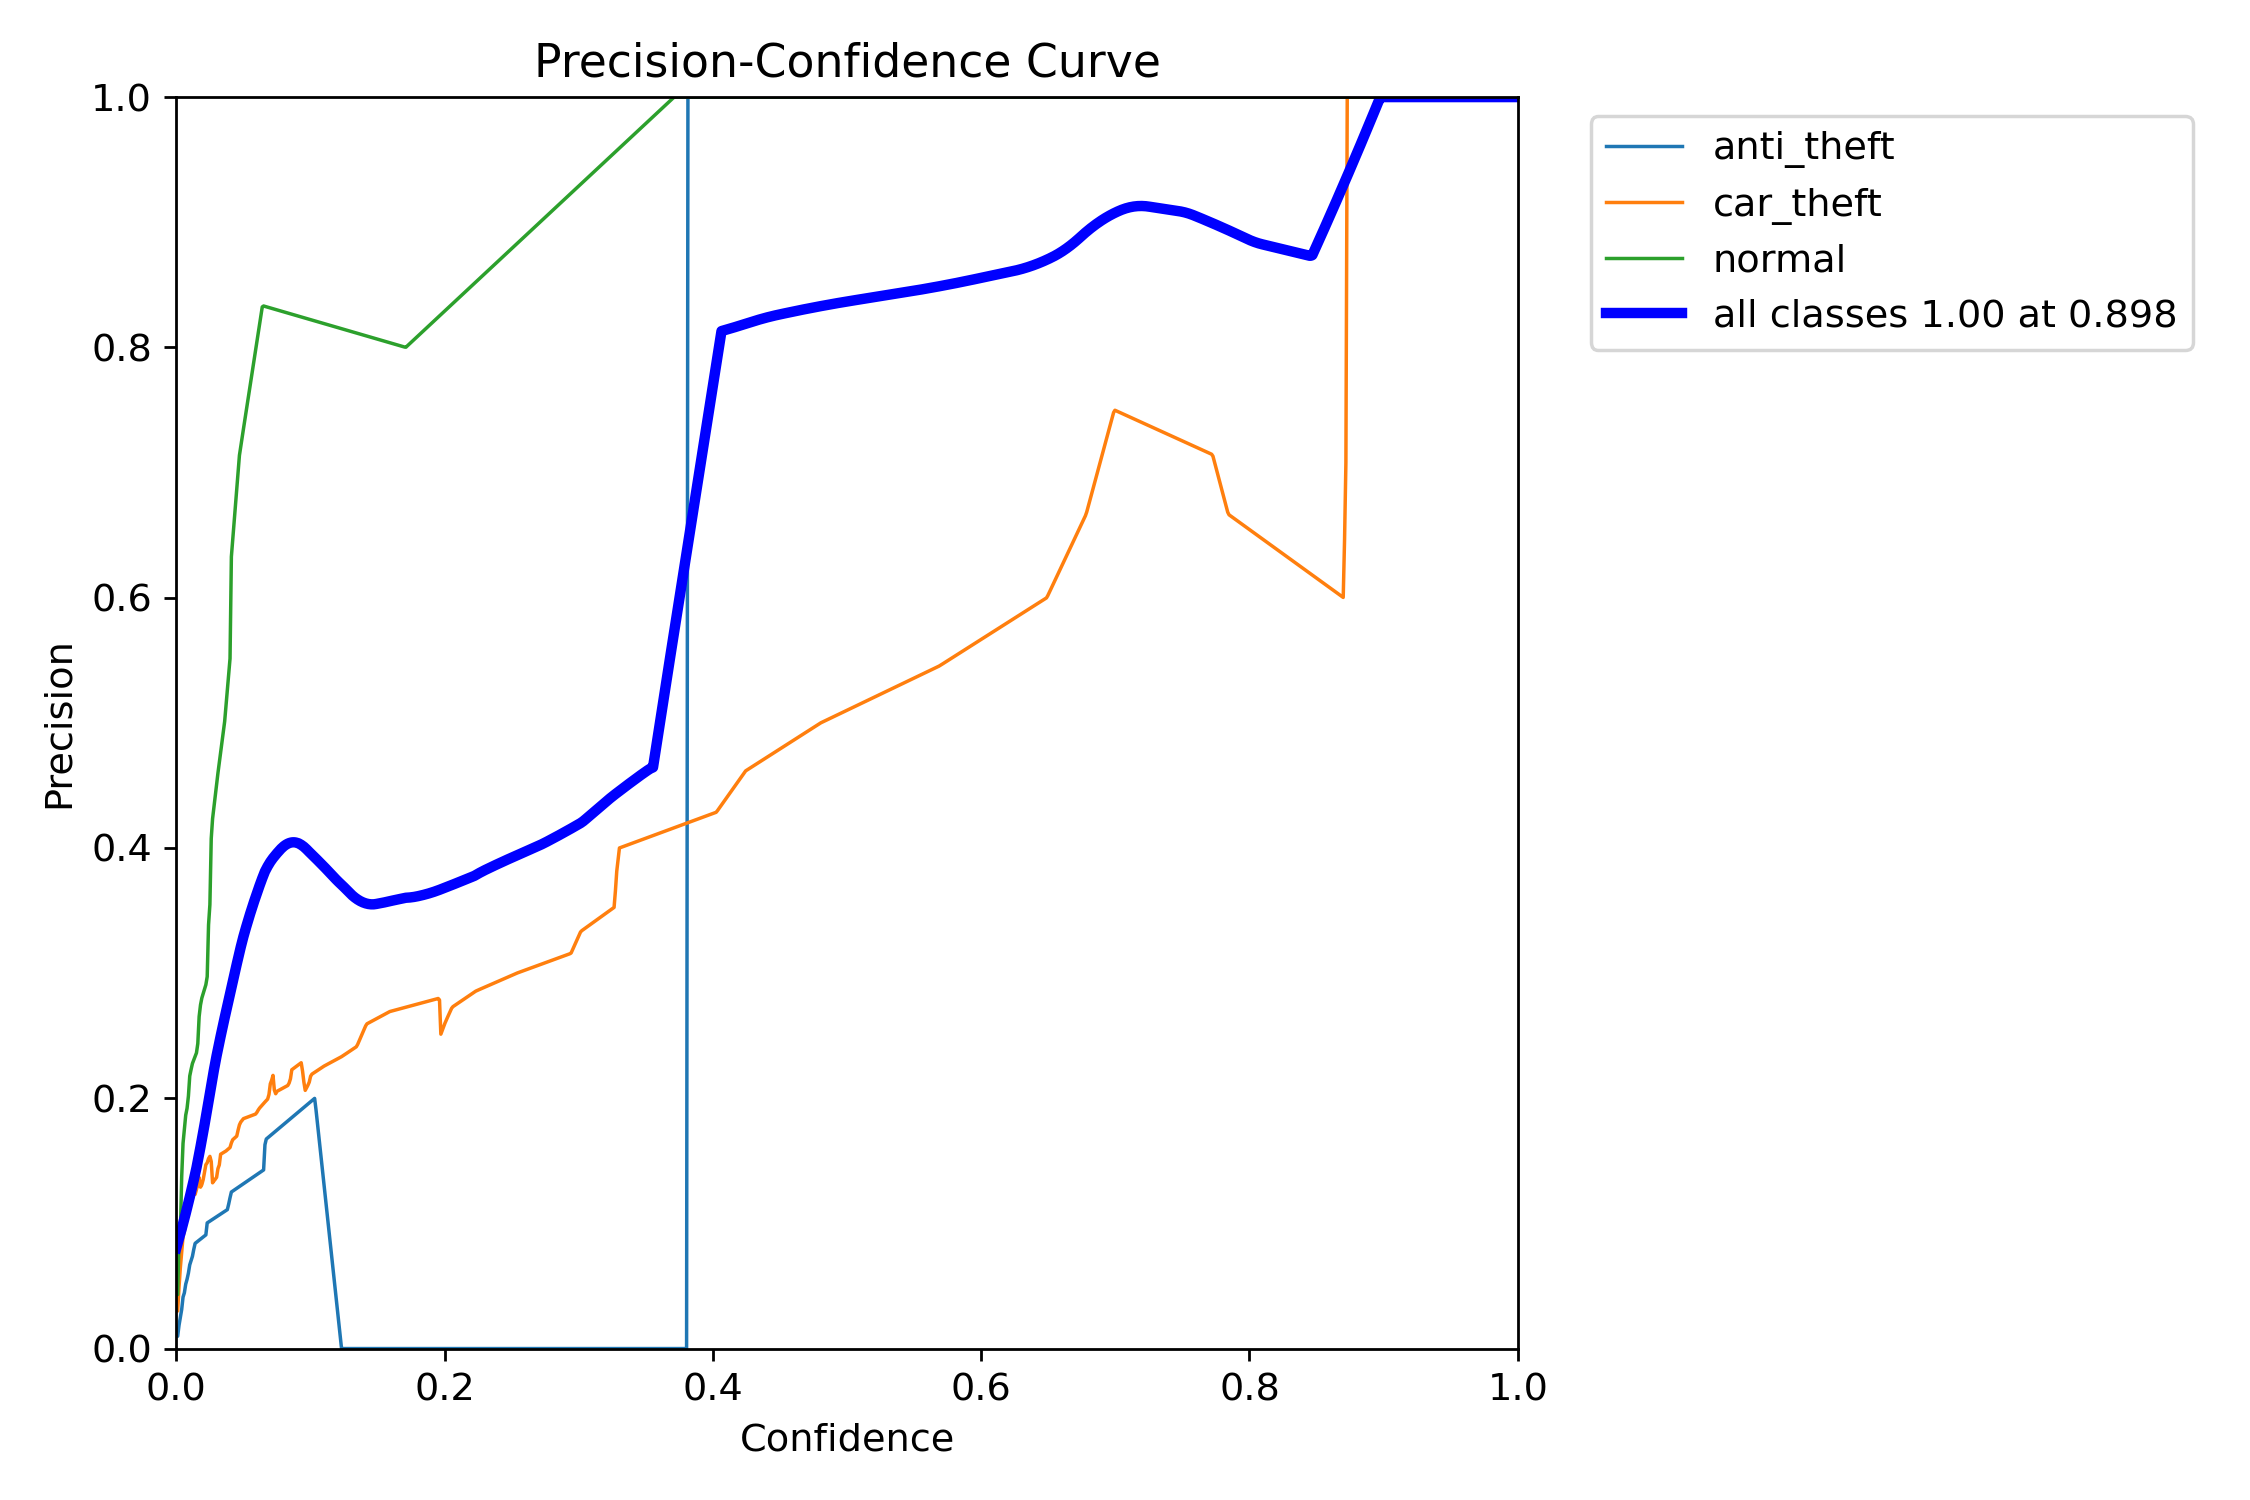 Precision-Confidence Curve
1.0
0.8
0.6
0.4
0.2
0.0
Precision
0.0 0.2 0.4 0.6 0.8 1.0
Confidence
anti_theft
car_theft
normal
all classes 1.00 at 0.898